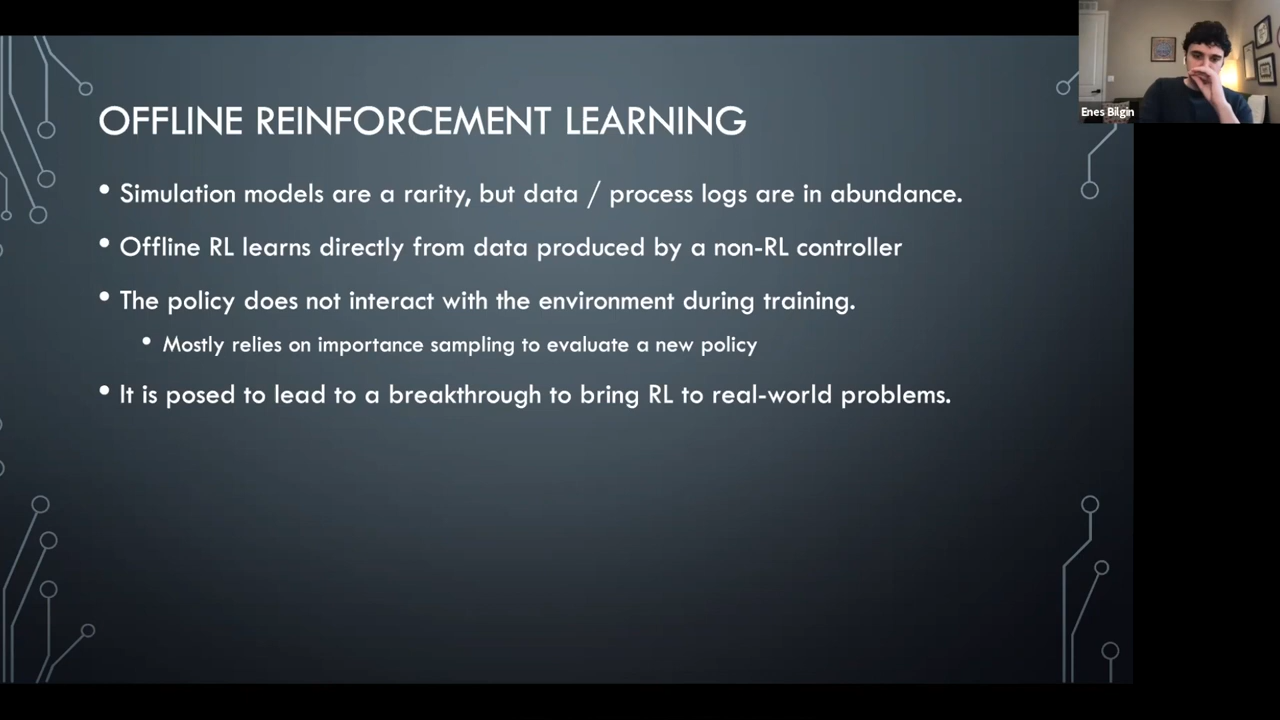 OFFLINE REINFORCEMENT LEARNING
• Simulation models are a rarity, but data / process logs are in abundance.
• Offline RL learns directly from data produced by a non-RL controller
• The policy does not interact with the environment during training.
• Mostly relies on importance sampling to evaluate a new policy
• It is posed to lead to a breakthrough to bring RL to real-world problems.
Enes Bilgin